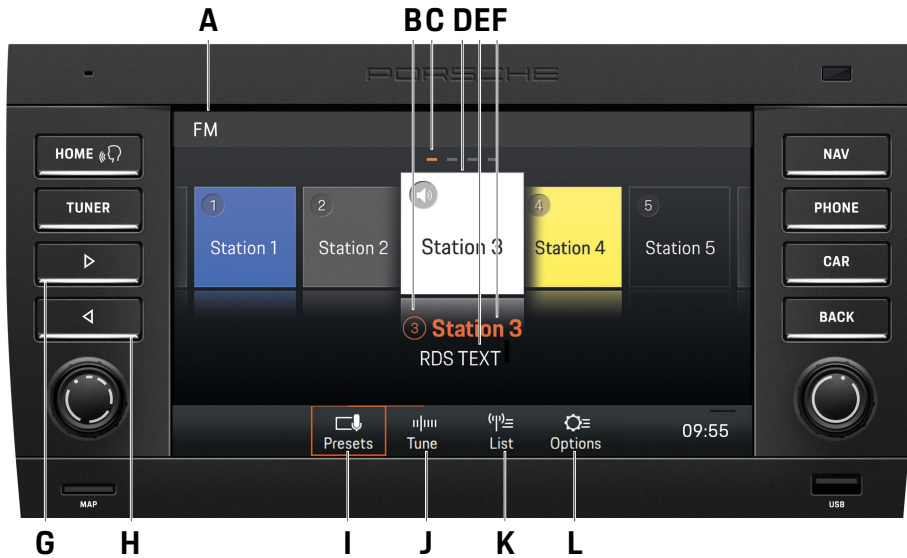 A B C D E F
PORSCHE
FM
HOME
TUNER
NAV
PHONE
CAR
BACK
1
Station 1
2
Station 2
Station 3
4
Station 4
5
Station 5
3 Station 3
RDS TEXT
Presets
Tune
List
Options
09:55
MAP
USB
G H I J K L